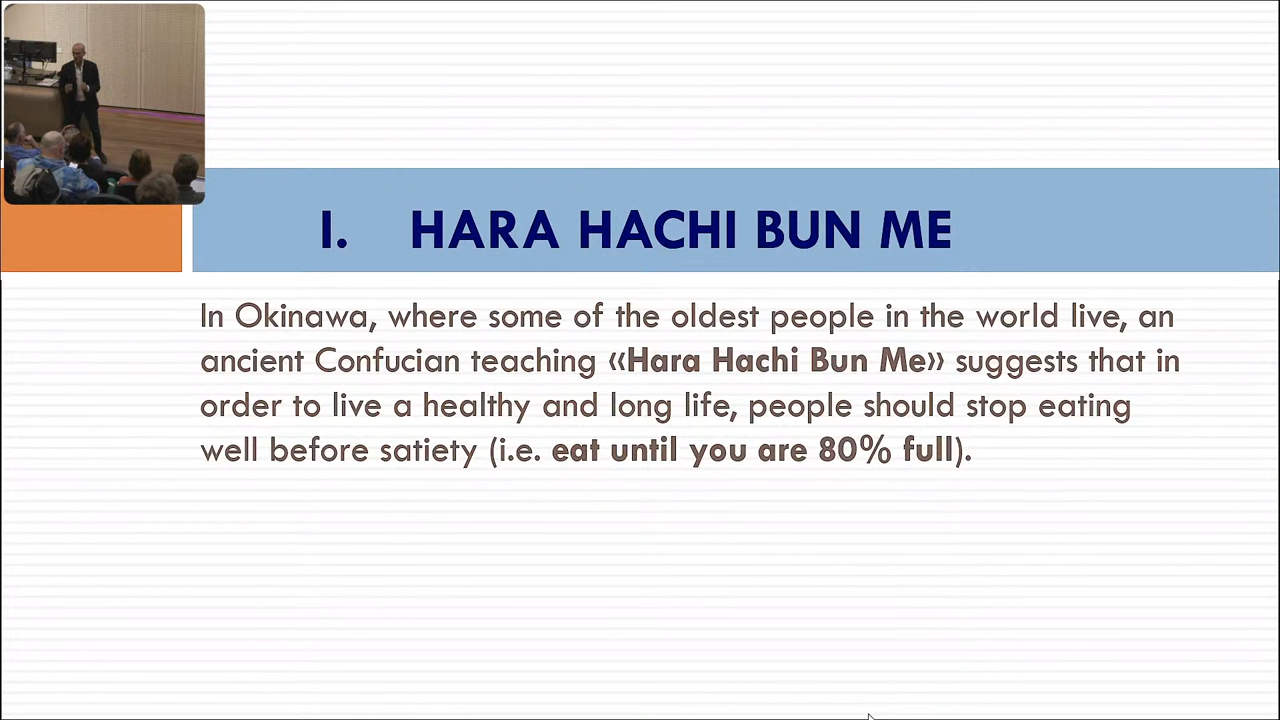 I. HARA HACHI BUN ME
In Okinawa, where some of the oldest people in the world live, an
ancient Confucian teaching «Hara Hachi Bun Me» suggests that in
order to live a healthy and long life, people should stop eating
well before satiety (i.e. eat until you are 80% full).